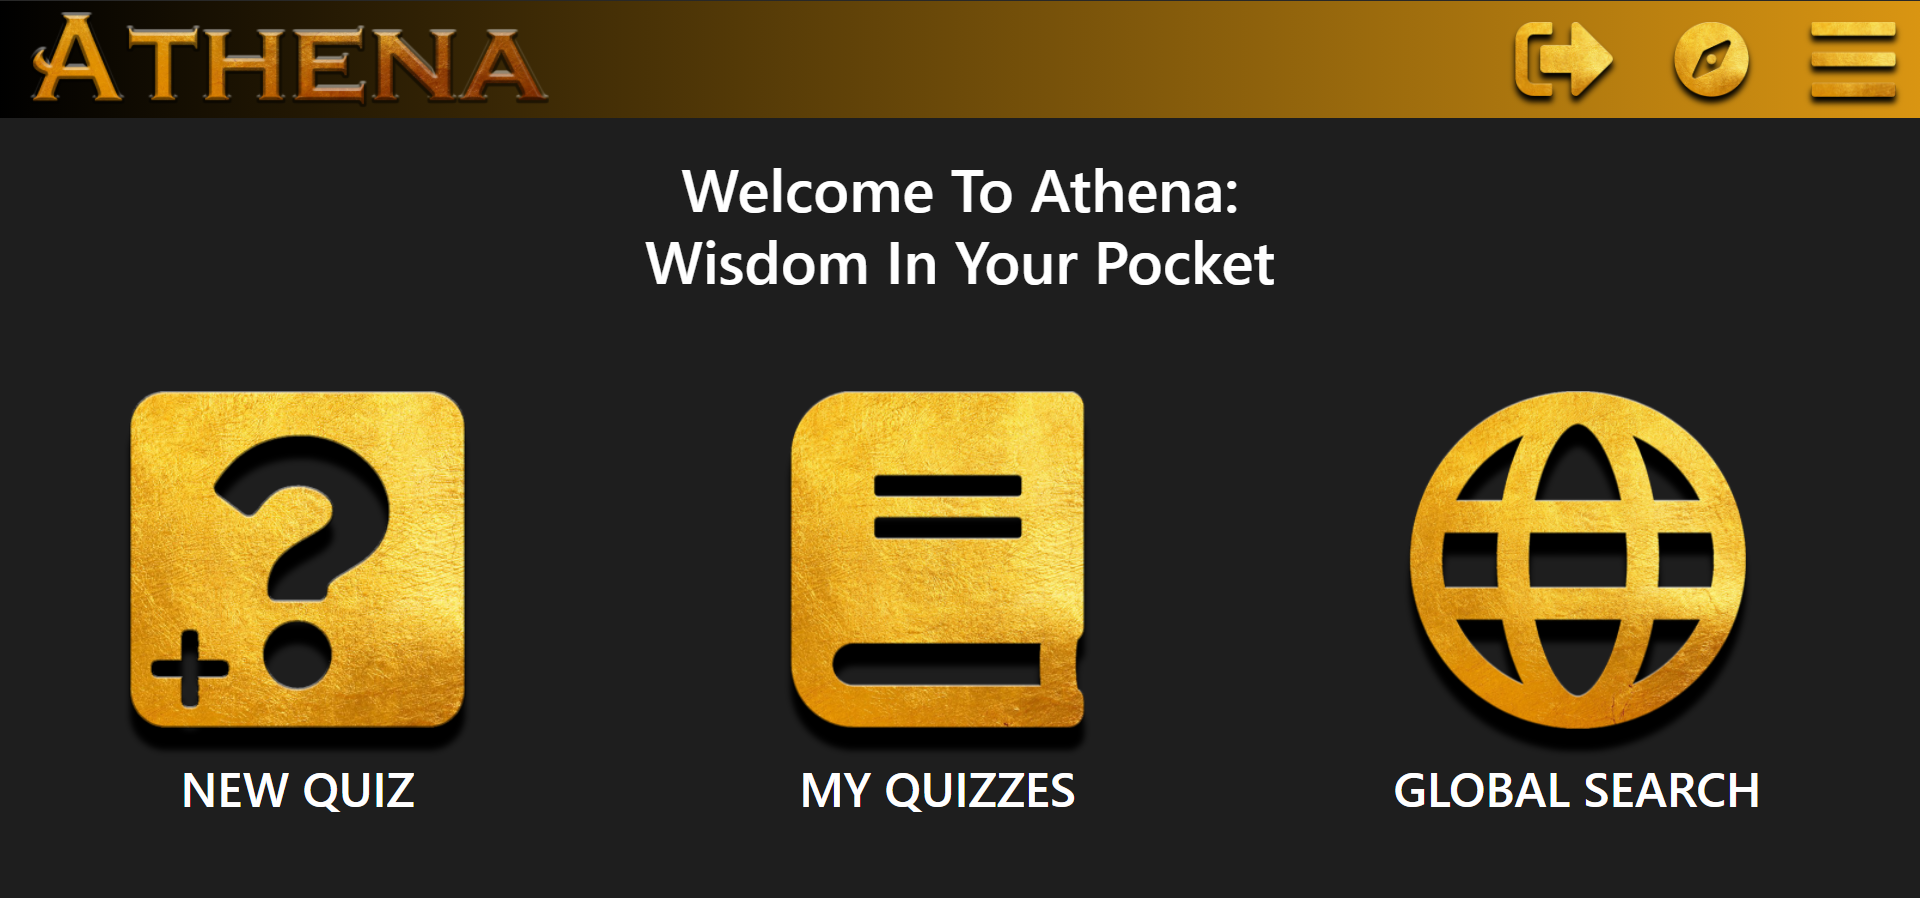 ATHENA
Welcome To Athena:
Wisdom In Your Pocket
NEW QUIZ
MY QUIZZES
GLOBAL SEARCH